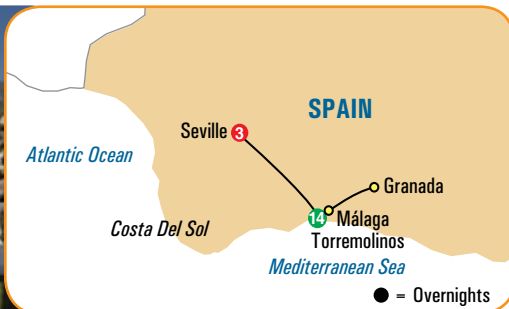 SPAIN
Seville 3
Atlantic Ocean
Granada
14 Málaga
Costa Del Sol
Torremolinos
Mediterranean Sea
● = Overnights